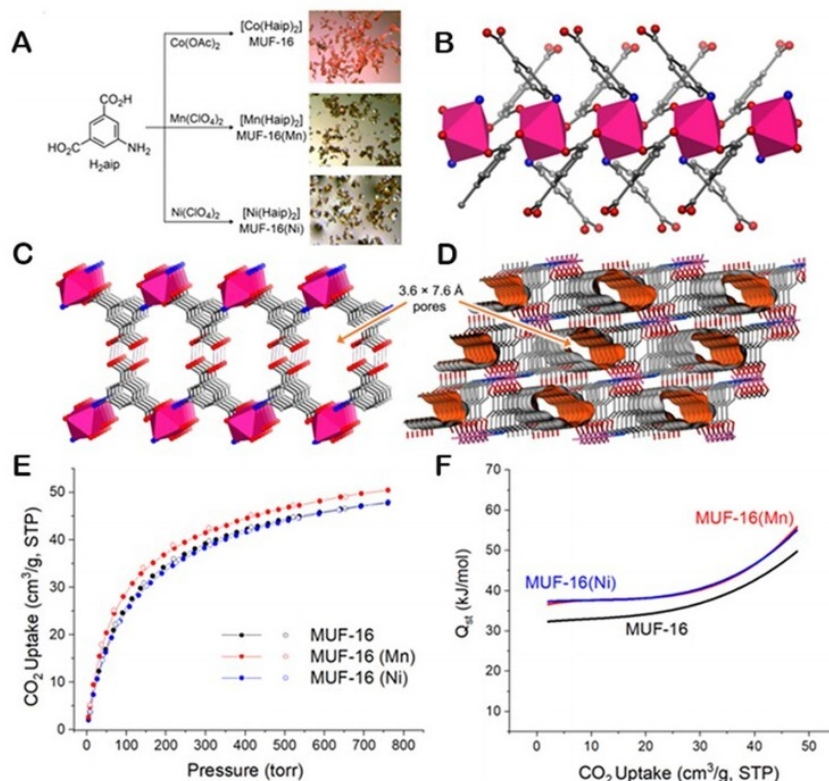 A
CO₂H
HO₂C
NH₂
H₂aip
Co(OAc)₂
[Co(Haip)₂]
MUF-16
Mn(ClO₄)₂
[Mn(Haip)₂]
MUF-16(Mn)
Ni(ClO₄)₂
[Ni(Haip)₂]
MUF-16(Ni)
B
C
3.6 × 7.6 Å
pores
D
E
CO₂ Uptake (cm³/g, STP)
50
40
30
20
10
0
MUF-16
MUF-16 (Mn)
MUF-16 (Ni)
0 100 200 300 400 500 600 700 800
Pressure (torr)
F
Qst (kJ/mol)
70
60
50
40
30
20
10
MUF-16(Mn)
MUF-16(Ni)
MUF-16
0 10 20 30 40 50
CO₂ Uptake (cm³/g, STP)